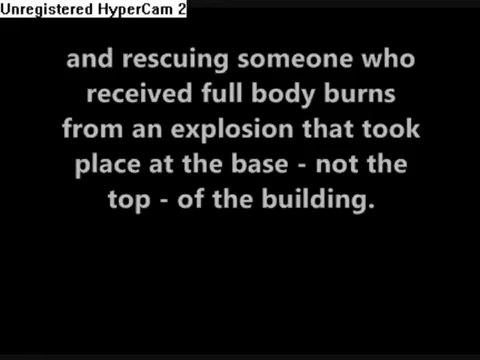 Unregistered HyperCam 2
and rescuing someone who
received full body burns
from an explosion that took
place at the base - not the
top - of the building.